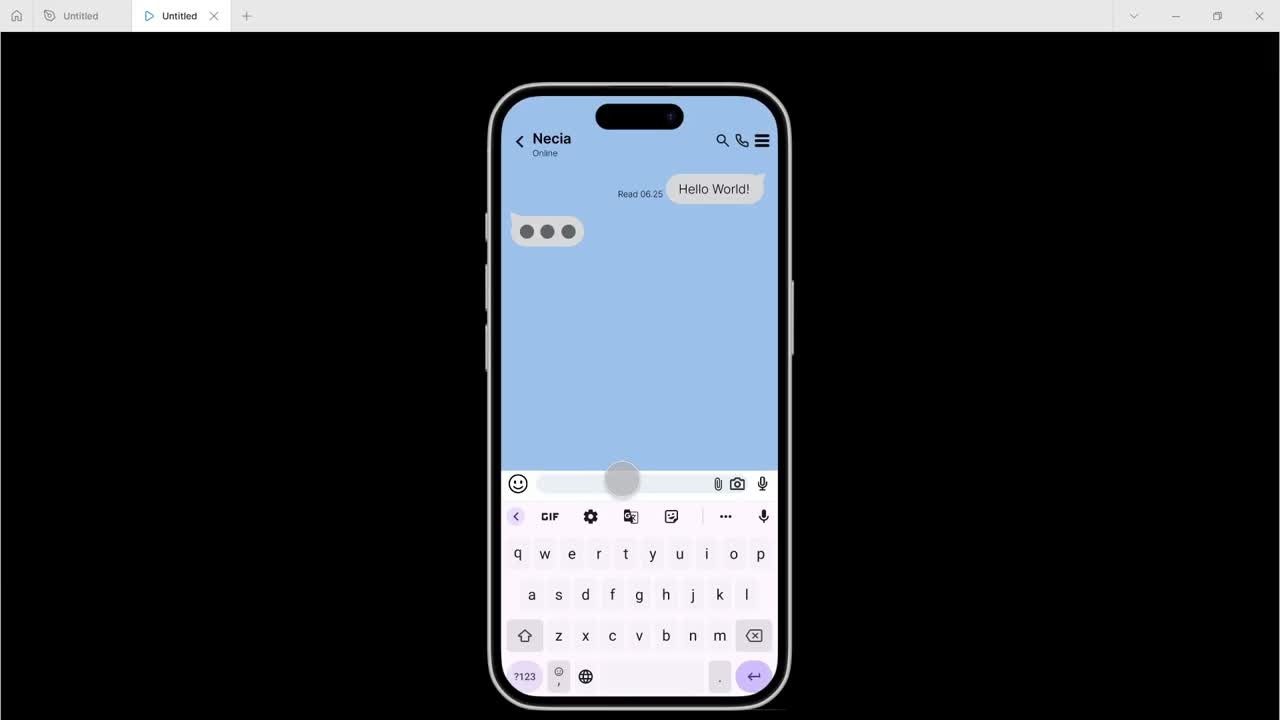 Untitled
Untitled
Necia
Online
Hello World!
Read 06.25
GIF
q w e r t y u i o p
a s d f g h j k l
z x c v b n m
?123 , .